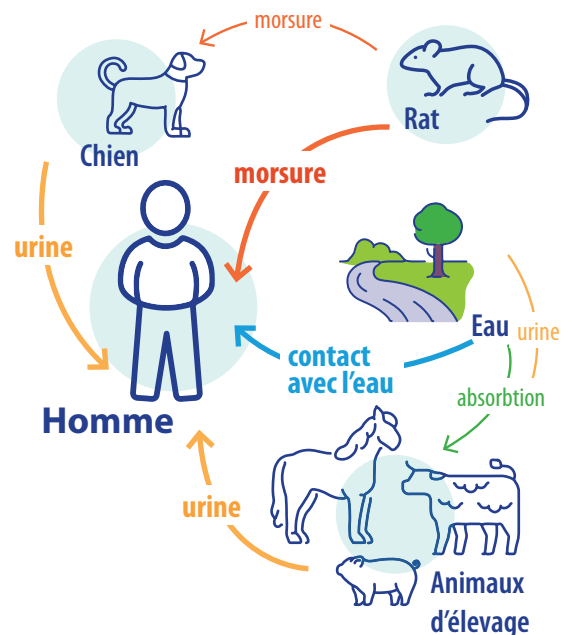 morsure
Rat
Chien
morsure
urine
Eau
urine
contact
avec l'eau
absorbtion
Homme
urine
Animaux
d'élevage